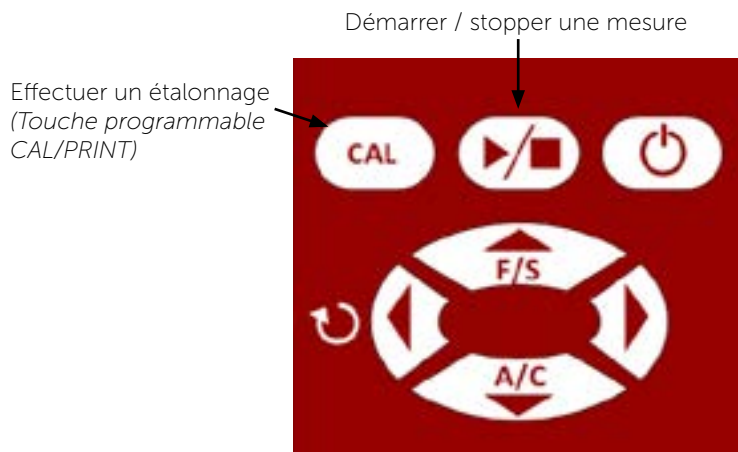 Démarrer / stopper une mesure
Effectuer un étalonnage
(Touche programmable
CAL/PRINT)
CAL
F/S
A/C